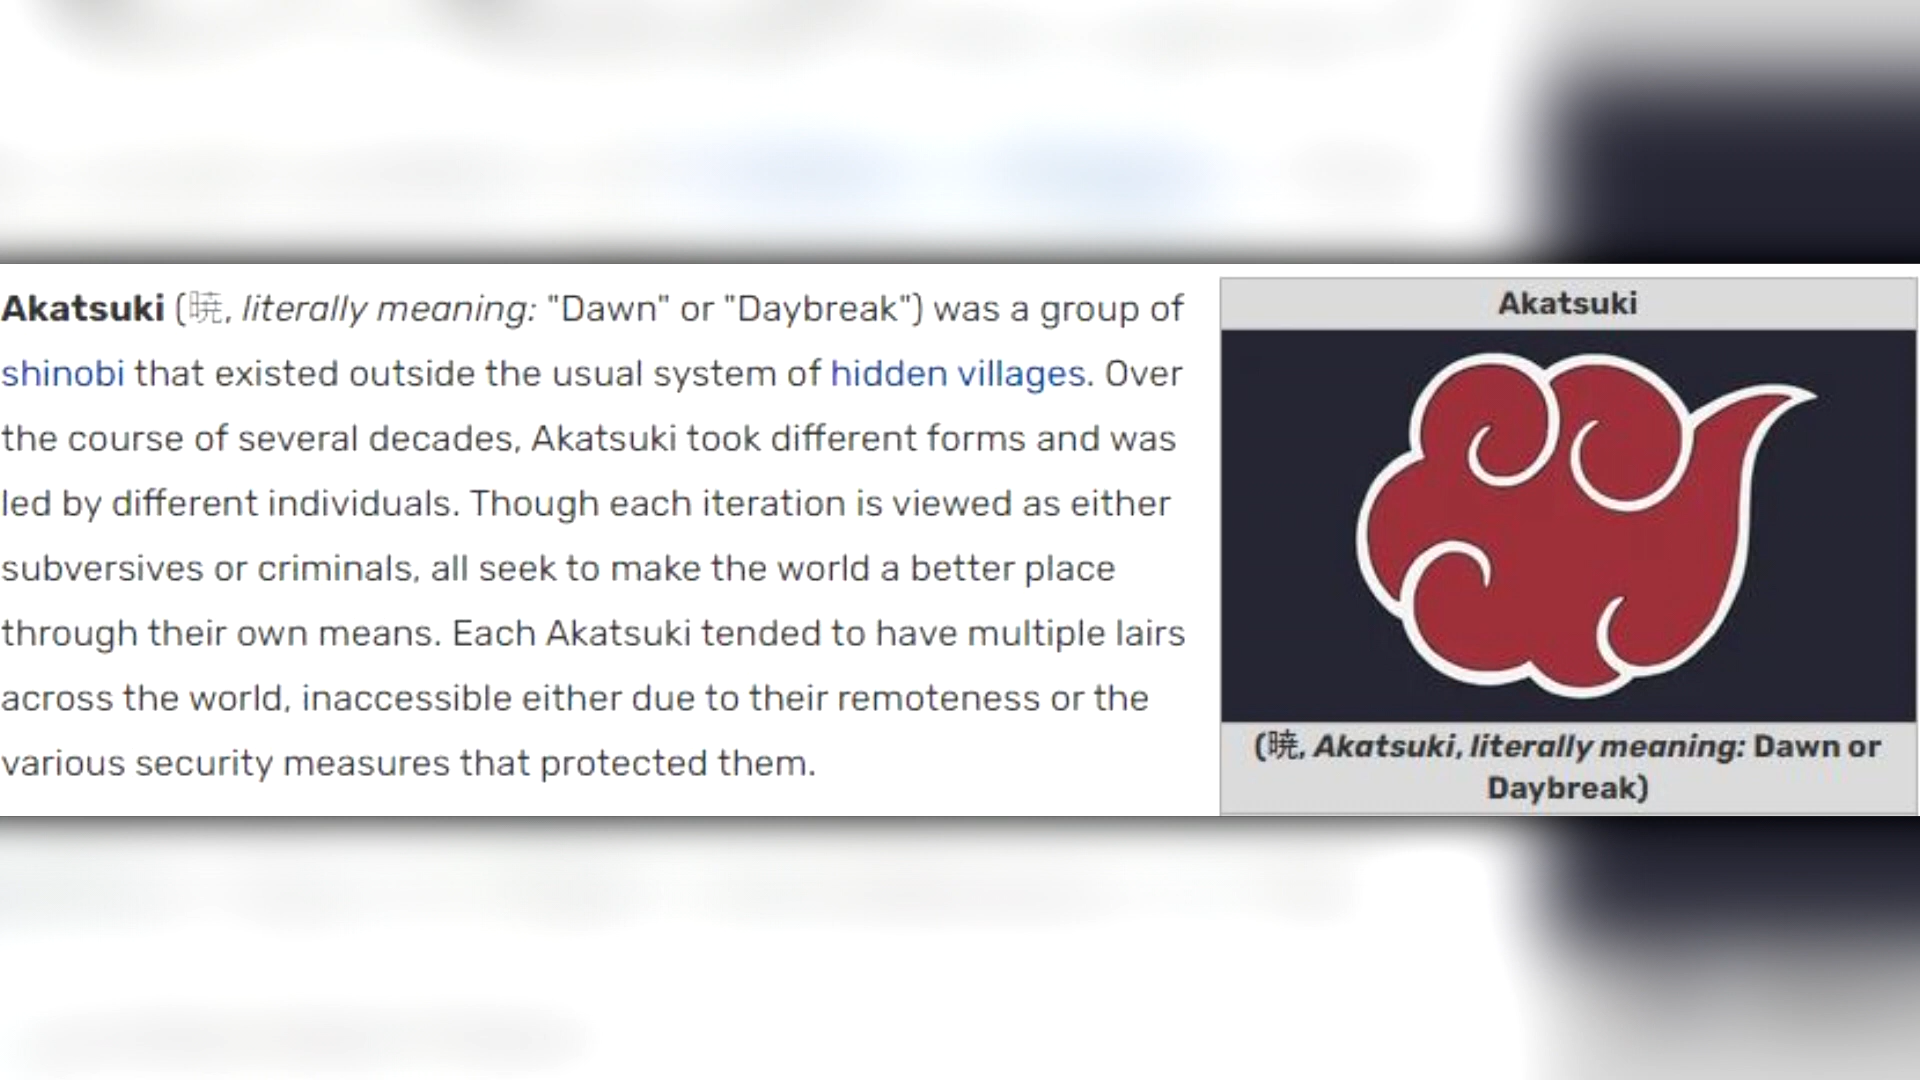 Akatsuki (暁, literally meaning: "Dawn" or "Daybreak") was a group of
shinobi that existed outside the usual system of hidden villages. Over
the course of several decades, Akatsuki took different forms and was
led by different individuals. Though each iteration is viewed as either
subversives or criminals, all seek to make the world a better place
through their own means. Each Akatsuki tended to have multiple lairs
across the world, inaccessible either due to their remoteness or the
various security measures that protected them.
Akatsuki
(暁, Akatsuki, literally meaning: Dawn or
Daybreak)